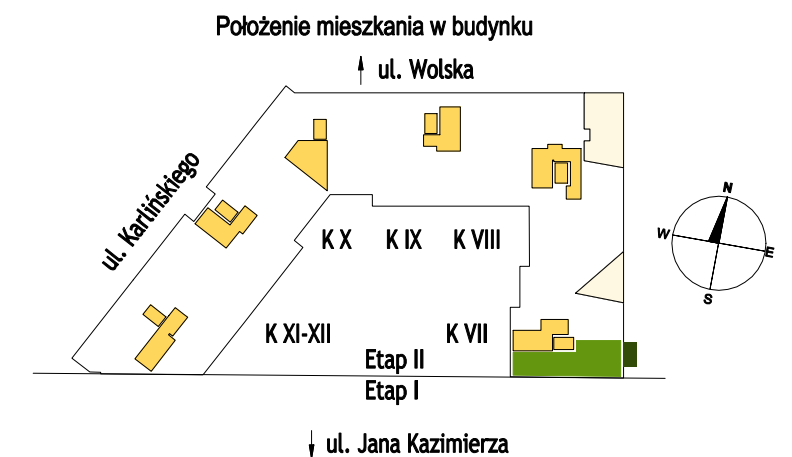 Położenie mieszkania w budynku
ul. Wolska
ul. Karlińskiego
K X K IX K VIII
N
W
E
S
K XI-XII K VII
Etap II
Etap I
ul. Jana Kazimierza